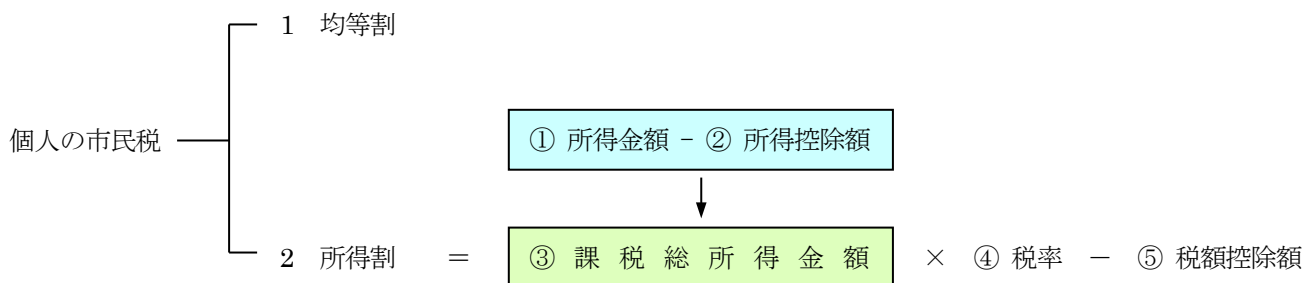 1 均等割
個人の市民税
① 所得金額 - ② 所得控除額
2 所得割 = ③ 課税総所得金額 × ④ 税率 － ⑤ 税額控除額